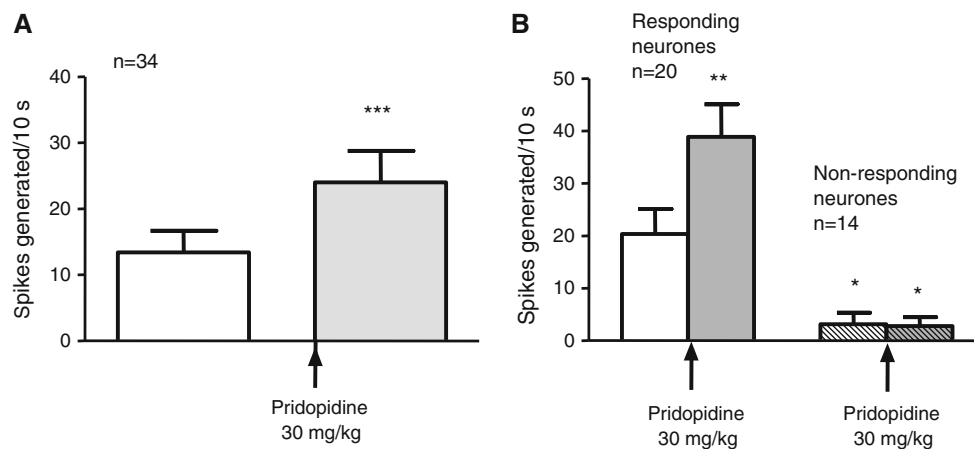 A
n=34
Spikes generated/10 s
40
30
20
10
0
***
Pridopidine
30 mg/kg
B
Responding
neurones
n=20
Spikes generated/10 s
50
40
30
20
10
0
**
Non-responding
neurones
n=14
*
*
Pridopidine
30 mg/kg
Pridopidine
30 mg/kg